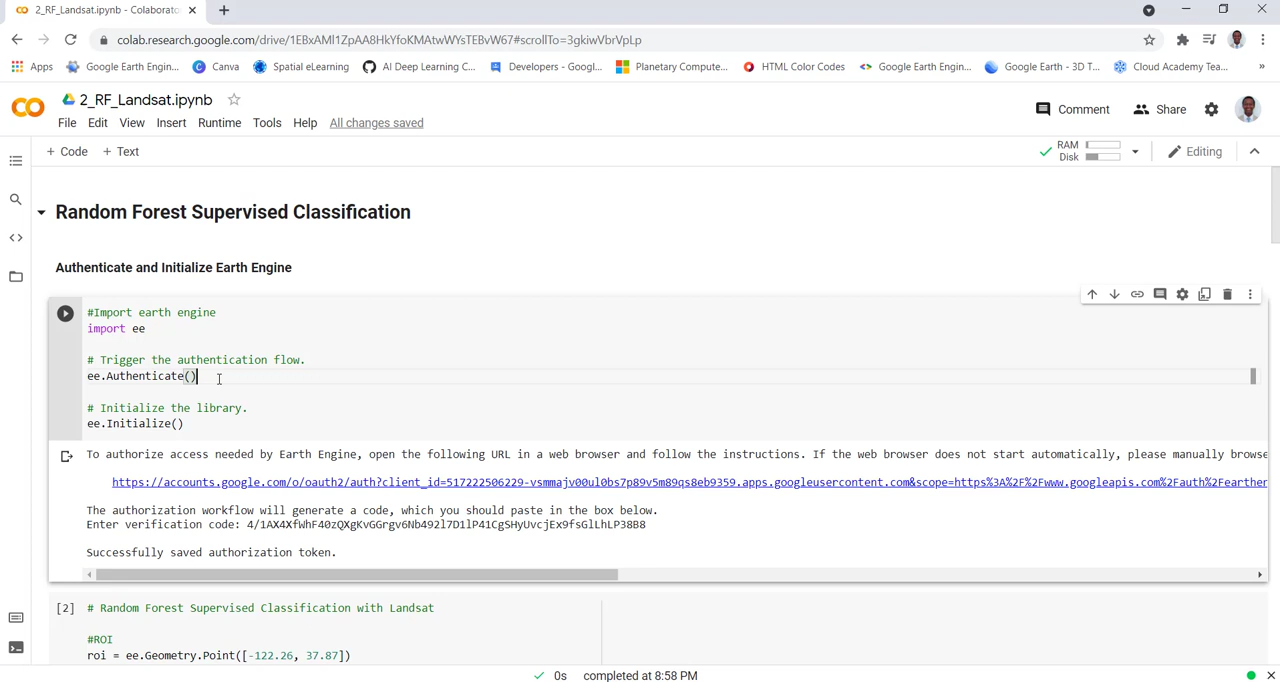 2_RF_Landsat.ipynb - Colaborato
colab.research.google.com/drive/1EBxAMl1ZpAA8HkYfoKMAtwWYsTEBvW67#scrollTo=3gkiwVbrVpLp
Apps Google Earth Engin... Canva Spatial eLearning AI Deep Learning C... Developers - Googl... Planetary Compute... HTML Color Codes Google Earth Engin... Google Earth - 3D T... Cloud Academy Tea... »
2_RF_Landsat.ipynb
Comment Share
File Edit View Insert Runtime Tools Help All changes saved
+ Code + Text
RAM
Disk
Editing
Random Forest Supervised Classification
Authenticate and Initialize Earth Engine
#Import earth engine
import ee
# Trigger the authentication flow.
ee.Authenticate()
# Initialize the library.
ee.Initialize()
To authorize access needed by Earth Engine, open the following URL in a web browser and follow the instructions. If the web browser does not start automatically, please manually browse
https://accounts.google.com/o/oauth2/auth?client_id=517222506229-vsmmajv00ul0bs7p89v5m89qs8eb9359.apps.googleusercontent.com&scope=https%3A%2F%2Fwww.googleapis.com%2Fauth%2Fearther
The authorization workflow will generate a code, which you should paste in the box below.
Enter verification code: 4/1AX4XfWhF40zQXgKvGGrgv6Nb492l7D1lP41CgSHyUvcjEx9fsGlLhLP38B8
Successfully saved authorization token.
[2] # Random Forest Supervised Classification with Landsat
#ROI
roi = ee.Geometry.Point([-122.26, 37.87])
0s completed at 8:58 PM